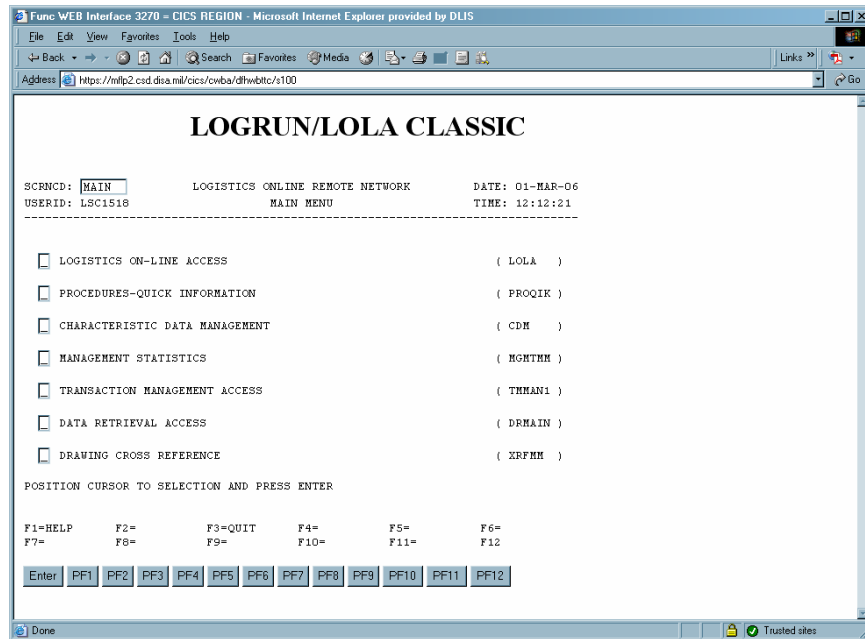 Func WEB Interface 3270 = CICS REGION - Microsoft Internet Explorer provided by DLIS
File Edit View Favorites Tools Help
Back Search Favorites Media Links »
Address https://mflp2.csd.disa.mil/cics/cwba/dfhwbttc/s100 Go
LOGRUN/LOLA CLASSIC
SCRNCD: MAIN LOGISTICS ONLINE REMOTE NETWORK DATE: 01-MAR-06
USERID: LSC1518 MAIN MENU TIME: 12:12:21
--------------------------------------------------------------------------------
_ LOGISTICS ON-LINE ACCESS ( LOLA )
_ PROCEDURES-QUICK INFORMATION ( PROQIK )
_ CHARACTERISTIC DATA MANAGEMENT ( CDM )
_ MANAGEMENT STATISTICS ( MGMTMM )
_ TRANSACTION MANAGEMENT ACCESS ( TMMAN1 )
_ DATA RETRIEVAL ACCESS ( DRMAIN )
_ DRAWING CROSS REFERENCE ( XRFMM )
POSITION CURSOR TO SELECTION AND PRESS ENTER
F1=HELP F2= F3=QUIT F4= F5= F6=
F7= F8= F9= F10= F11= F12
Enter PF1 PF2 PF3 PF4 PF5 PF6 PF7 PF8 PF9 PF10 PF11 PF12
Done Trusted sites